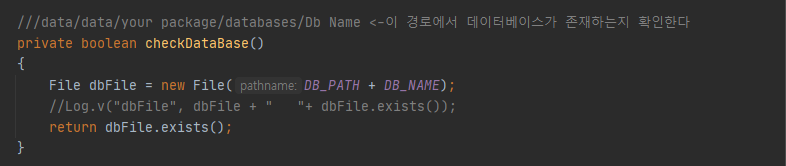 ///data/data/your package/databases/Db Name <-이 경로에서 데이터베이스가 존재하는지 확인한다
private boolean checkDataBase()
{
File dbFile = new File( pathname: DB_PATH + DB_NAME);
//Log.v("dbFile", dbFile + "   "+ dbFile.exists());
return dbFile.exists();
}